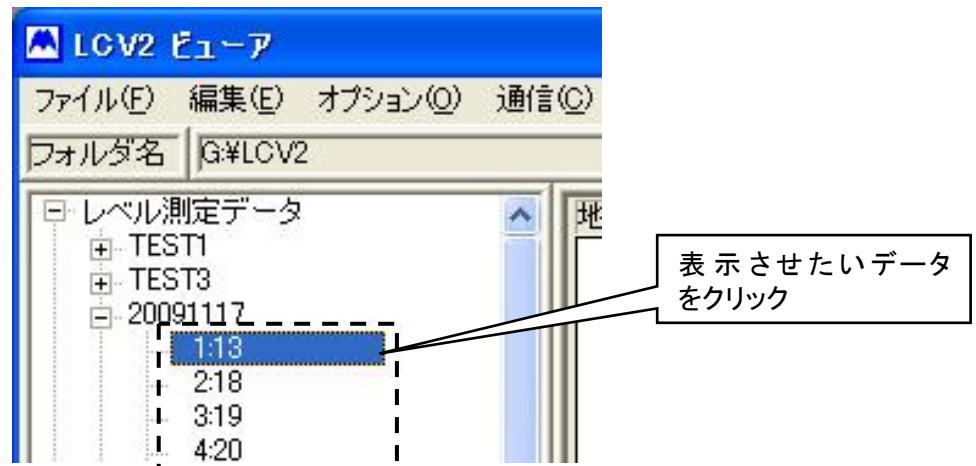 LCV2 ビューア
ファイル(F) 編集(E) オプション(O) 通信(C)
フォルダ名 G:¥LCV2
レベル測定データ
TEST1
TEST3
20091117
1:13
2:18
3:19
4:20
地
表示させたいデータ
をクリック